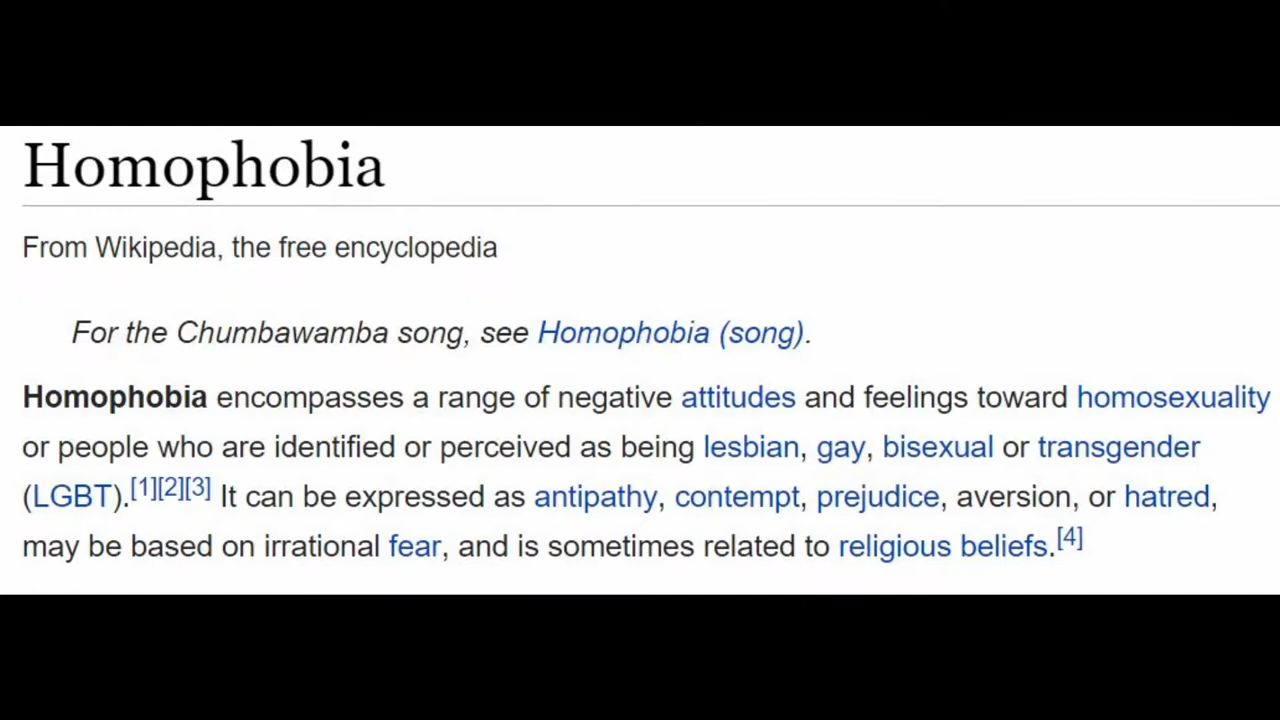 Homophobia
From Wikipedia, the free encyclopedia
For the Chumbawamba song, see Homophobia (song).
Homophobia encompasses a range of negative attitudes and feelings toward homosexuality
or people who are identified or perceived as being lesbian, gay, bisexual or transgender
(LGBT).[1][2][3] It can be expressed as antipathy, contempt, prejudice, aversion, or hatred,
may be based on irrational fear, and is sometimes related to religious beliefs.[4]